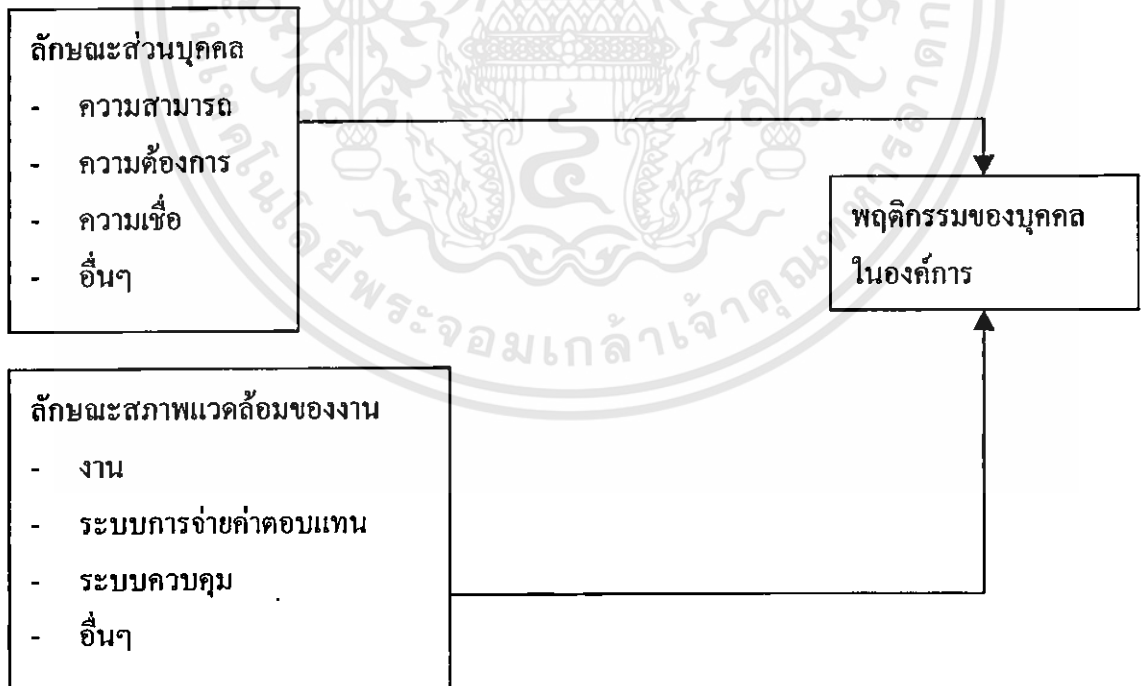 ลักษณะส่วนบุคคล
- ความสามารถ
- ความต้องการ
- ความเชื่อ
- อื่นๆ
พฤติกรรมของบุคคล
ในองค์การ
ลักษณะสภาพแวดล้อมของงาน
- งาน
- ระบบการจ่ายค่าตอบแทน
- ระบบควบคุม
- อื่นๆ